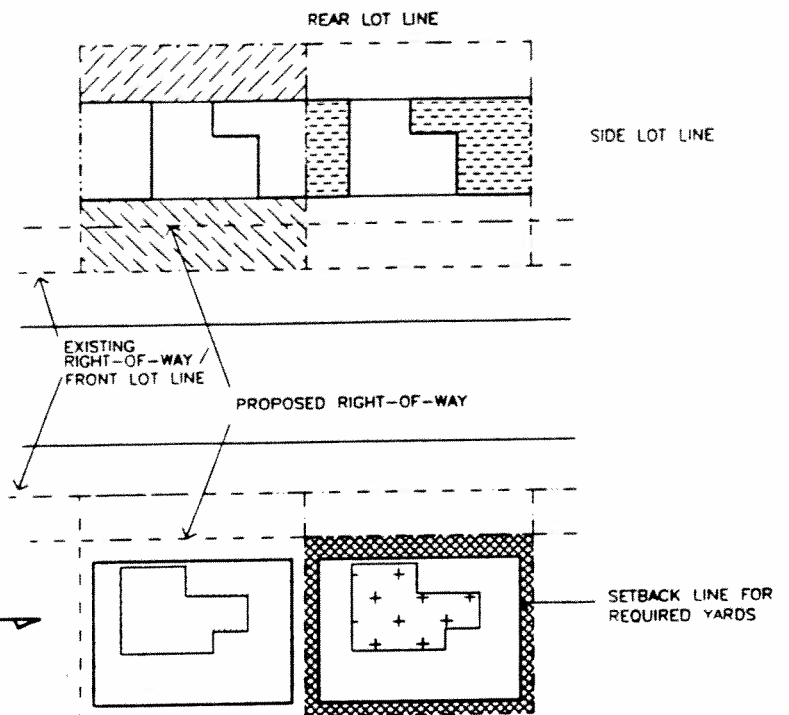 REAR LOT LINE
SIDE LOT LINE
EXISTING
RIGHT-OF-WAY /
FRONT LOT LINE
PROPOSED RIGHT-OF-WAY
SETBACK LINE FOR
REQUIRED YARDS